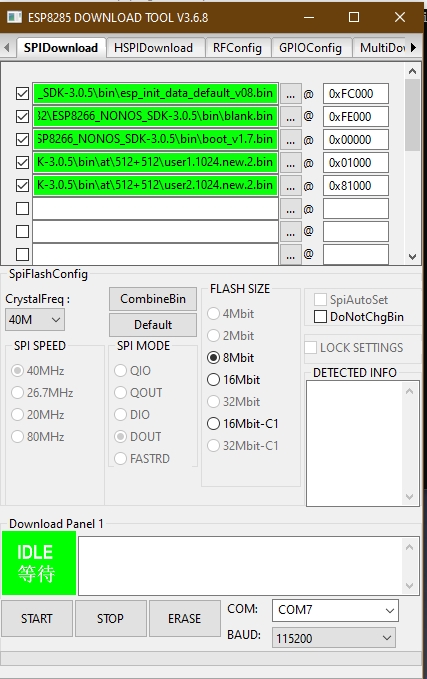 ESP8285 DOWNLOAD TOOL V3.6.8
SPIDownload HSPIDownload RFConfig GPIOConfig MultiDow
_SDK-3.0.5\bin\esp_init_data_default_v08.bin ... @ 0xFC000
32/ESP8266_NONOS_SDK-3.0.5\bin\blank.bin ... @ 0xFE000
SP8266_NONOS_SDK-3.0.5\bin\boot_v1.7.bin ... @ 0x00000
K-3.0.5\bin\at\512+512\user1.1024.new.2.bin ... @ 0x01000
K-3.0.5\bin\at\512+512\user2.1024.new.2.bin ... @ 0x81000
... @
... @
... @
SpiFlashConfig
CrystalFreq :
40M
CombineBin
Default
SPI SPEED
40MHz
26.7MHz
20MHz
80MHz
SPI MODE
QIO
QOUT
DIO
DOUT
FASTRD
FLASH SIZE
4Mbit
2Mbit
8Mbit
16Mbit
32Mbit
16Mbit-C1
32Mbit-C1
SpiAutoSet
DoNotChgBin
LOCK SETTINGS
DETECTED INFO
Download Panel 1
IDLE
等待
START STOP ERASE
COM: COM7
BAUD: 115200